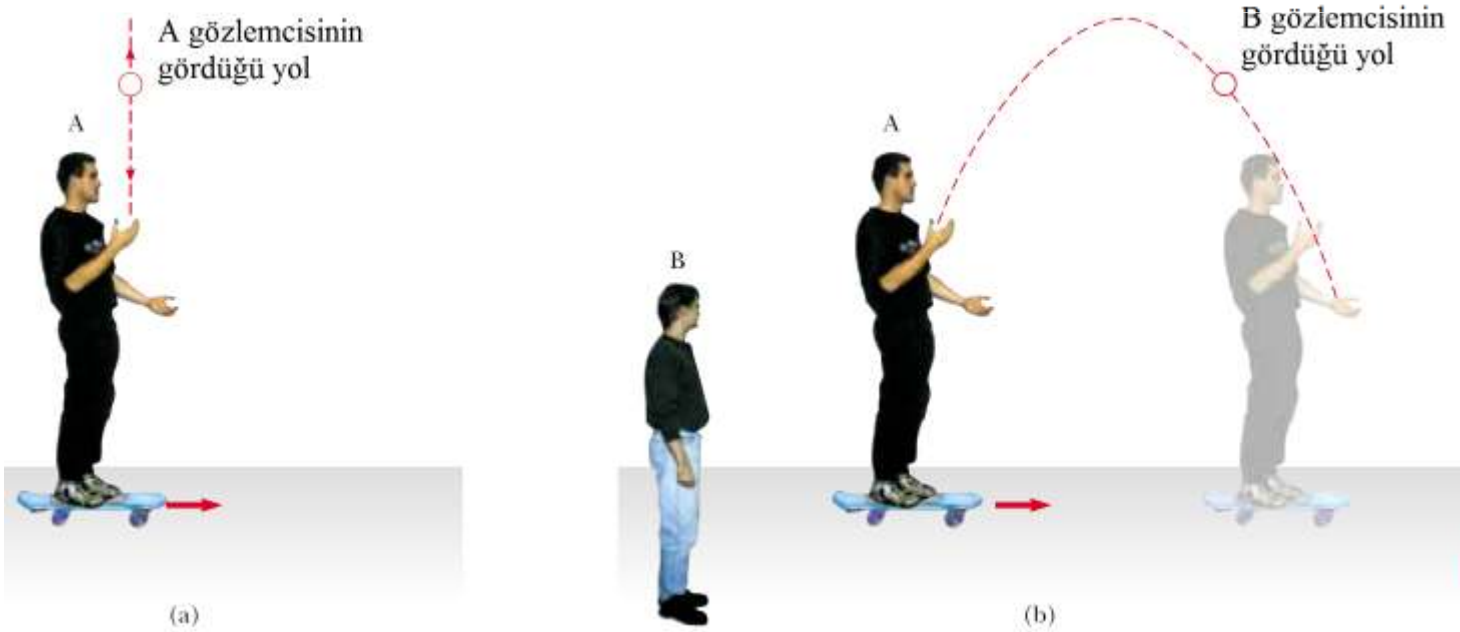 A gözlemcisinin
gördüğü yol
A
(a)
B gözlemcisinin
gördüğü yol
A
B
(b)